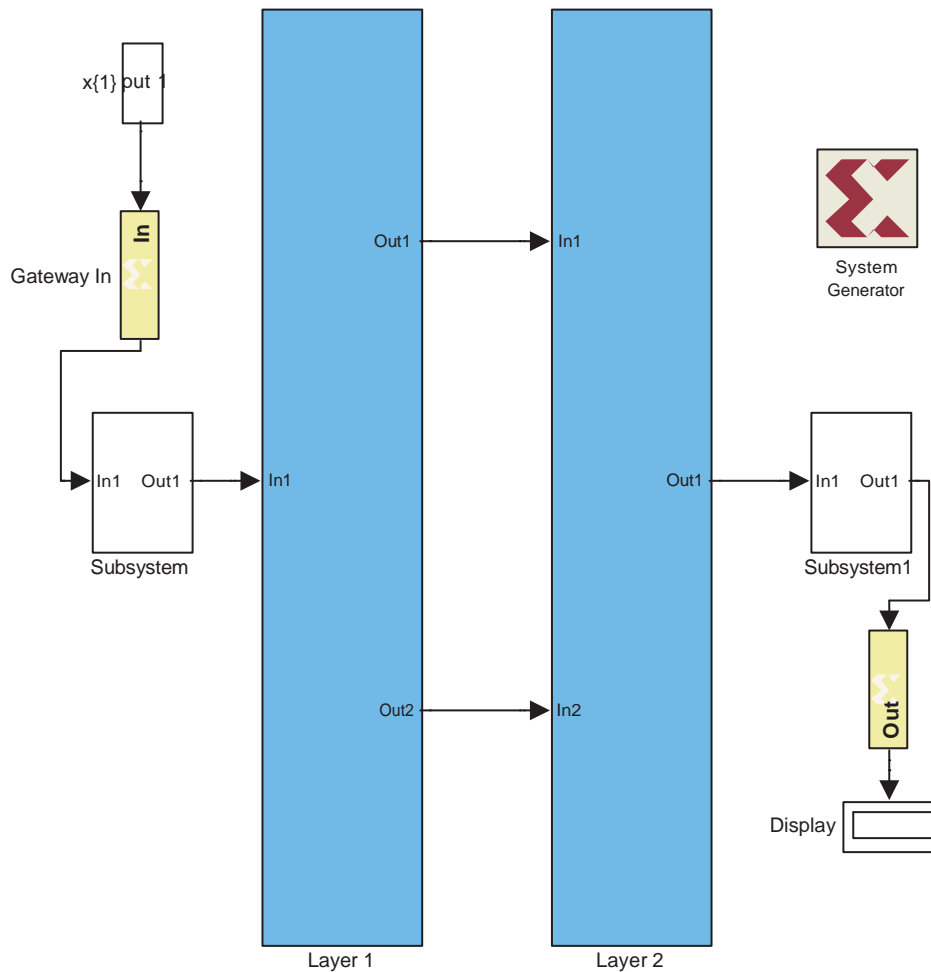 x{1} put 1
In
Gateway In
Out1
In1
System
Generator
In1
Out1
In1
Out1
In1
Out1
Subsystem
Subsystem1
Out2
In2
Out
Display
Layer 1
Layer 2